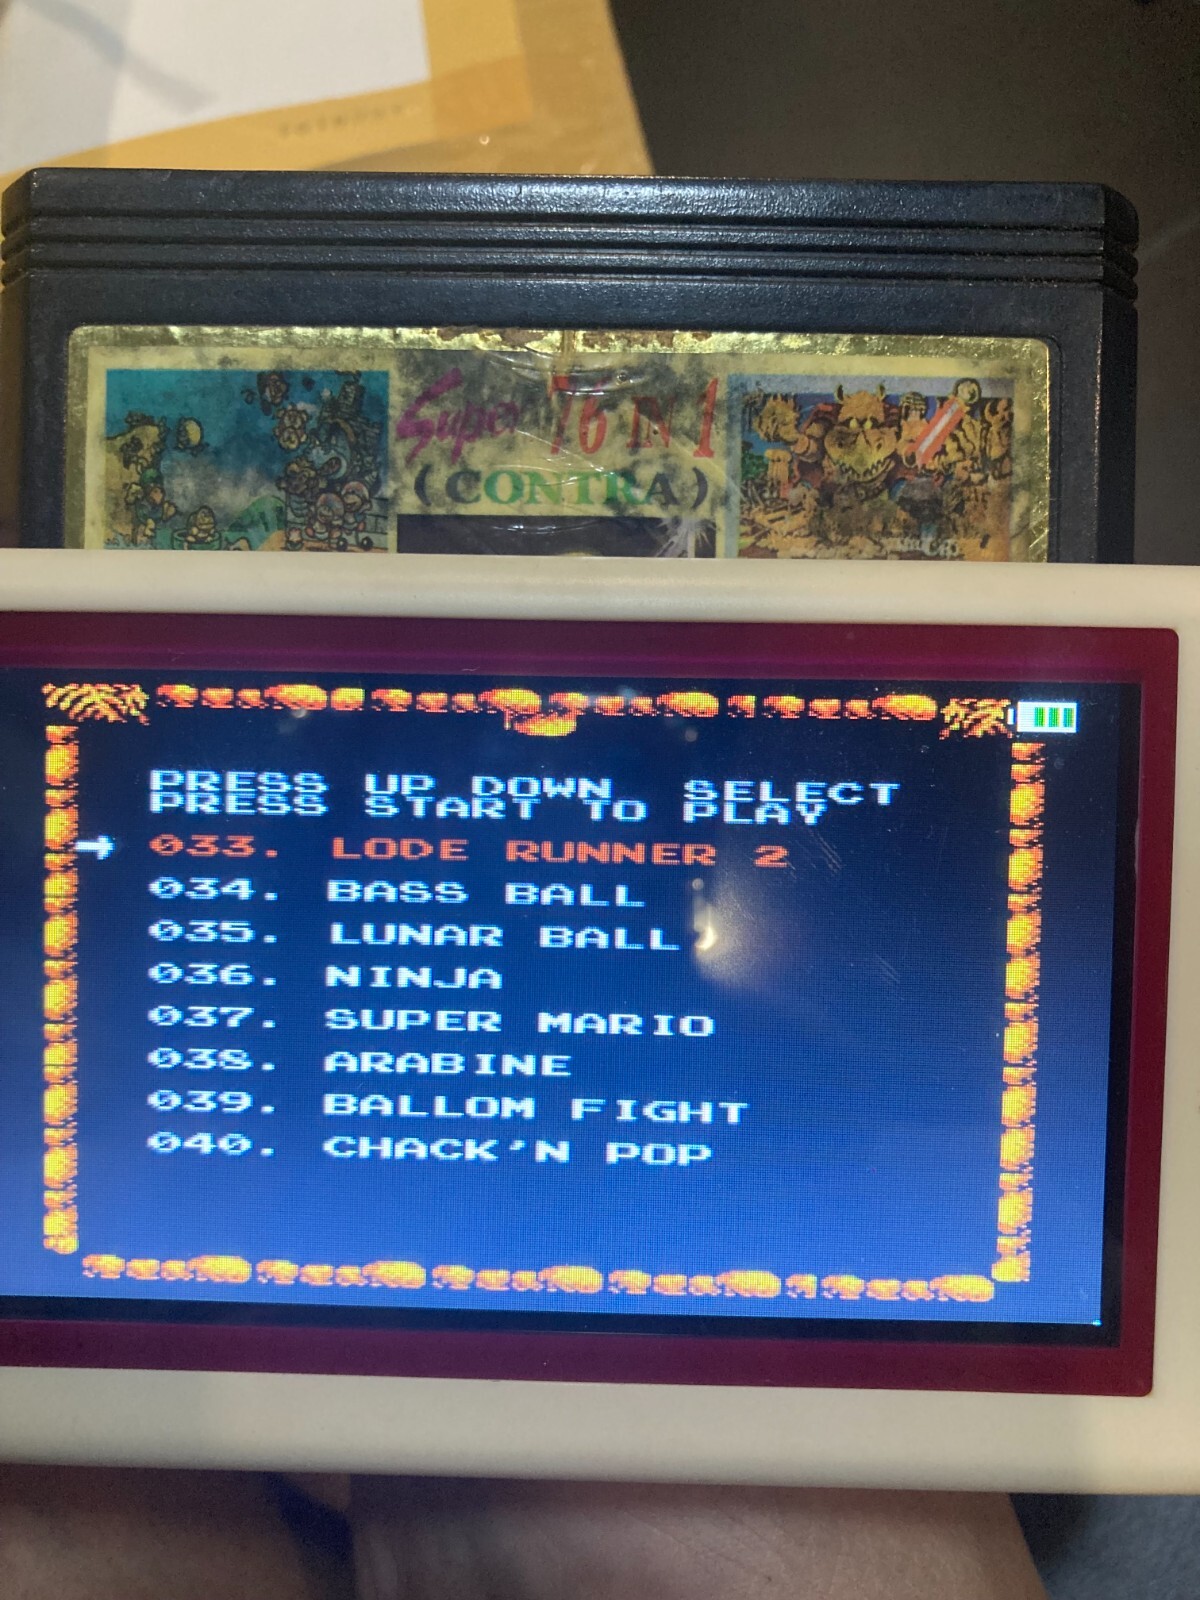 Super 76 IN 1
(CONTRA)
PRESS UP DOWN SELECT
PRESS START TO PLAY
→ 033. LODE RUNNER 2
034. BASS BALL
035. LUNAR BALL
036. NINJA
037. SUPER MARIO
038. ARABINE
039. BALLOM FIGHT
040. CHACK'N POP